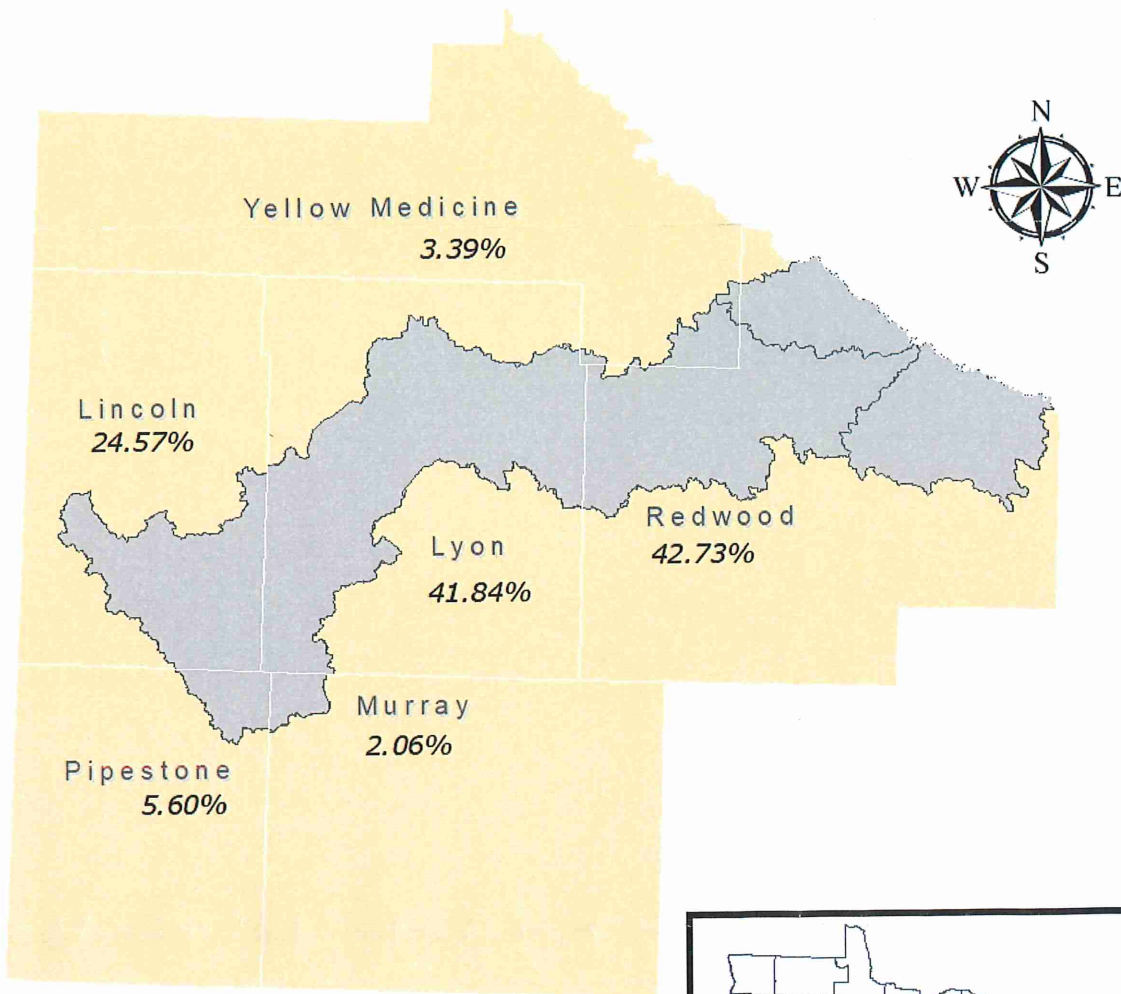 N
W E
S
Yellow Medicine
3.39%
Lincoln
24.57%
Redwood
42.73%
Lyon
41.84%
Murray
2.06%
Pipestone
5.60%